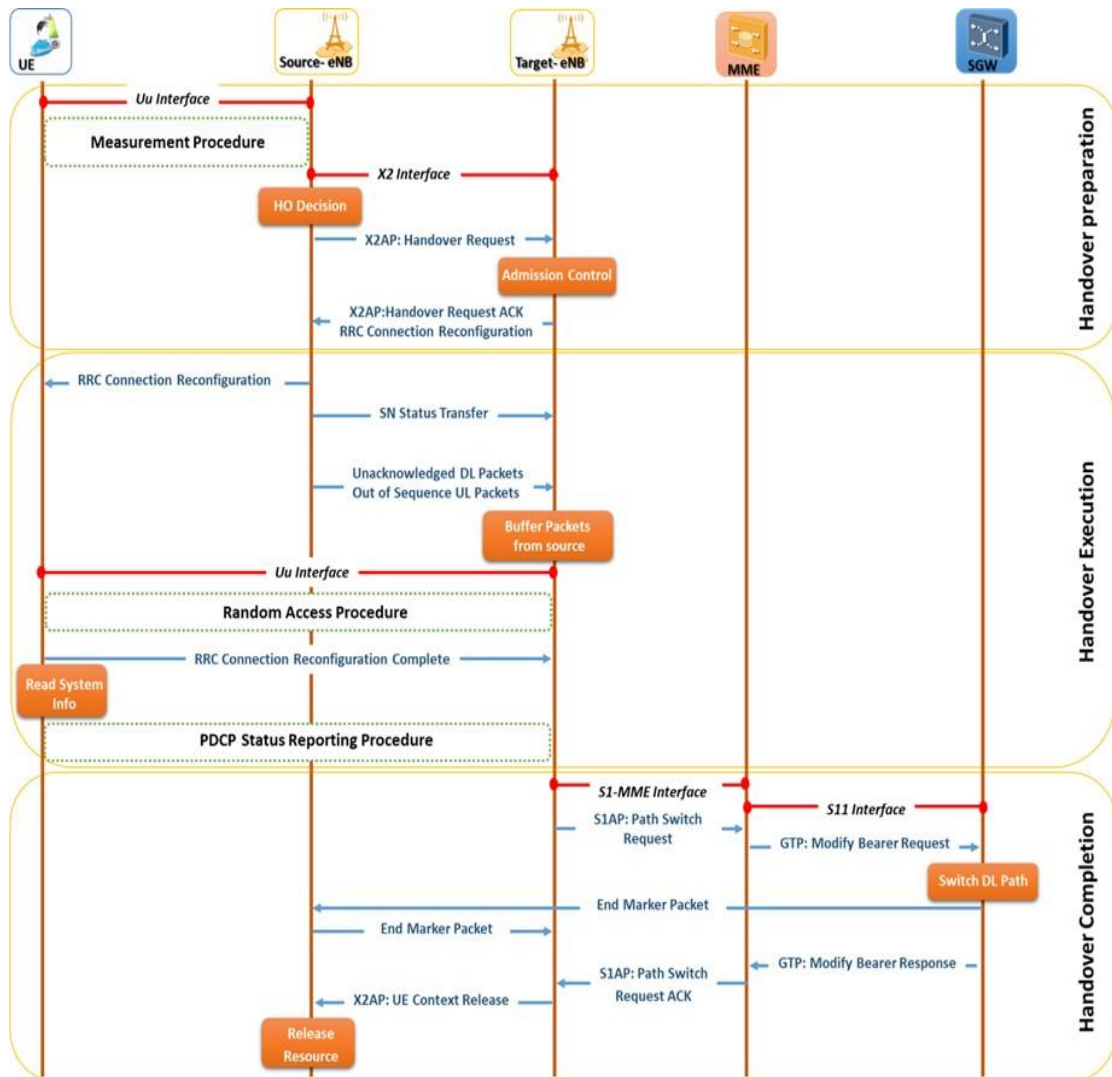 UE
Source- eNB
Target- eNB
MME
SGW
Uu Interface
Measurement Procedure
X2 Interface
HO Decision
X2AP: Handover Request
Admission Control
X2AP:Handover Request ACK
RRC Connection Reconfiguration
Handover preparation
RRC Connection Reconfiguration
SN Status Transfer
Unacknowledged DL Packets
Out of Sequence UL Packets
Buffer Packets
from source
Uu Interface
Random Access Procedure
RRC Connection Reconfiguration Complete
Read System
Info
PDCP Status Reporting Procedure
Handover Execution
S1-MME Interface
S11 Interface
S1AP: Path Switch
Request
GTP: Modify Bearer Request
Switch DL Path
End Marker Packet
End Marker Packet
GTP: Modify Bearer Response
S1AP: Path Switch
Request ACK
X2AP: UE Context Release
Release
Resource
Handover Completion